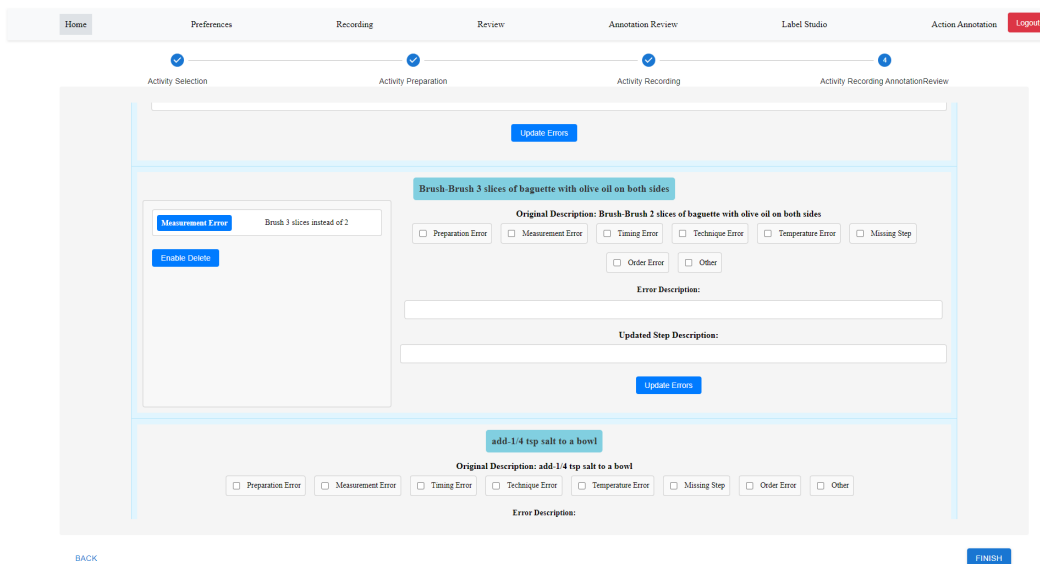 Home Preferences Recording Review Annotation Review Label Studio Action Annotation Logout
4
Activity Selection Activity Preparation Activity Recording Activity Recording AnnotationReview
Update Errors
Brush-Brush 3 slices of baguette with olive oil on both sides
Measurement Error Brush 3 slices instead of 2
Enable Delete
Original Description: Brush-Brush 2 slices of baguette with olive oil on both sides
Preparation Error Measurement Error Timing Error Technique Error Temperature Error Missing Step
Order Error Other
Error Description:
Updated Step Description:
Update Errors
add-1/4 tsp salt to a bowl
Original Description: add-1/4 tsp salt to a bowl
Preparation Error Measurement Error Timing Error Technique Error Temperature Error Missing Step Order Error Other
Error Description:
BACK FINISH